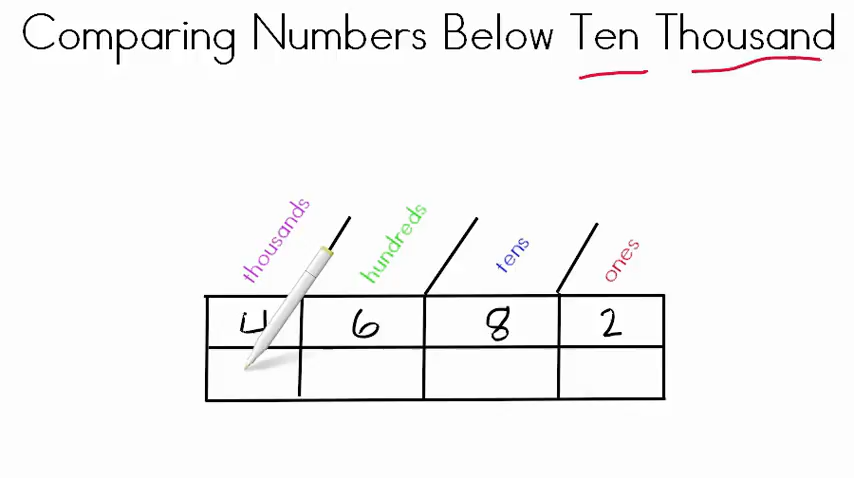 Comparing Numbers Below Ten Thousand
thousands hundreds tens ones
4 6 8 2